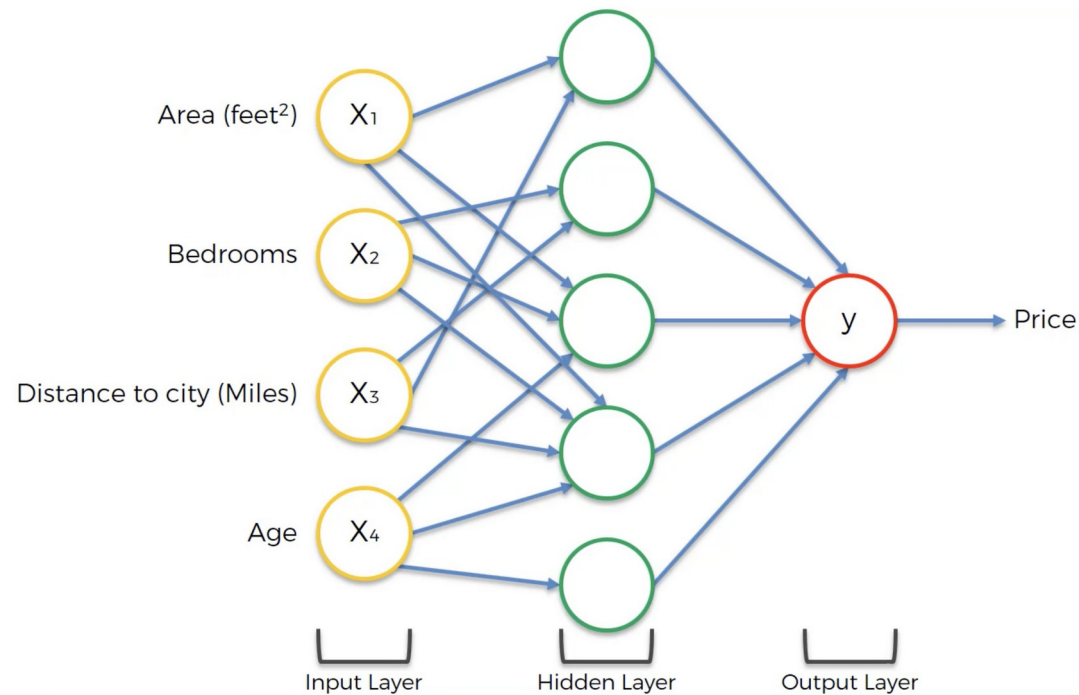 Area (feet²)
X₁
Bedrooms
X₂
Distance to city (Miles)
X₃
Age
X₄
y
Price
Input Layer
Hidden Layer
Output Layer